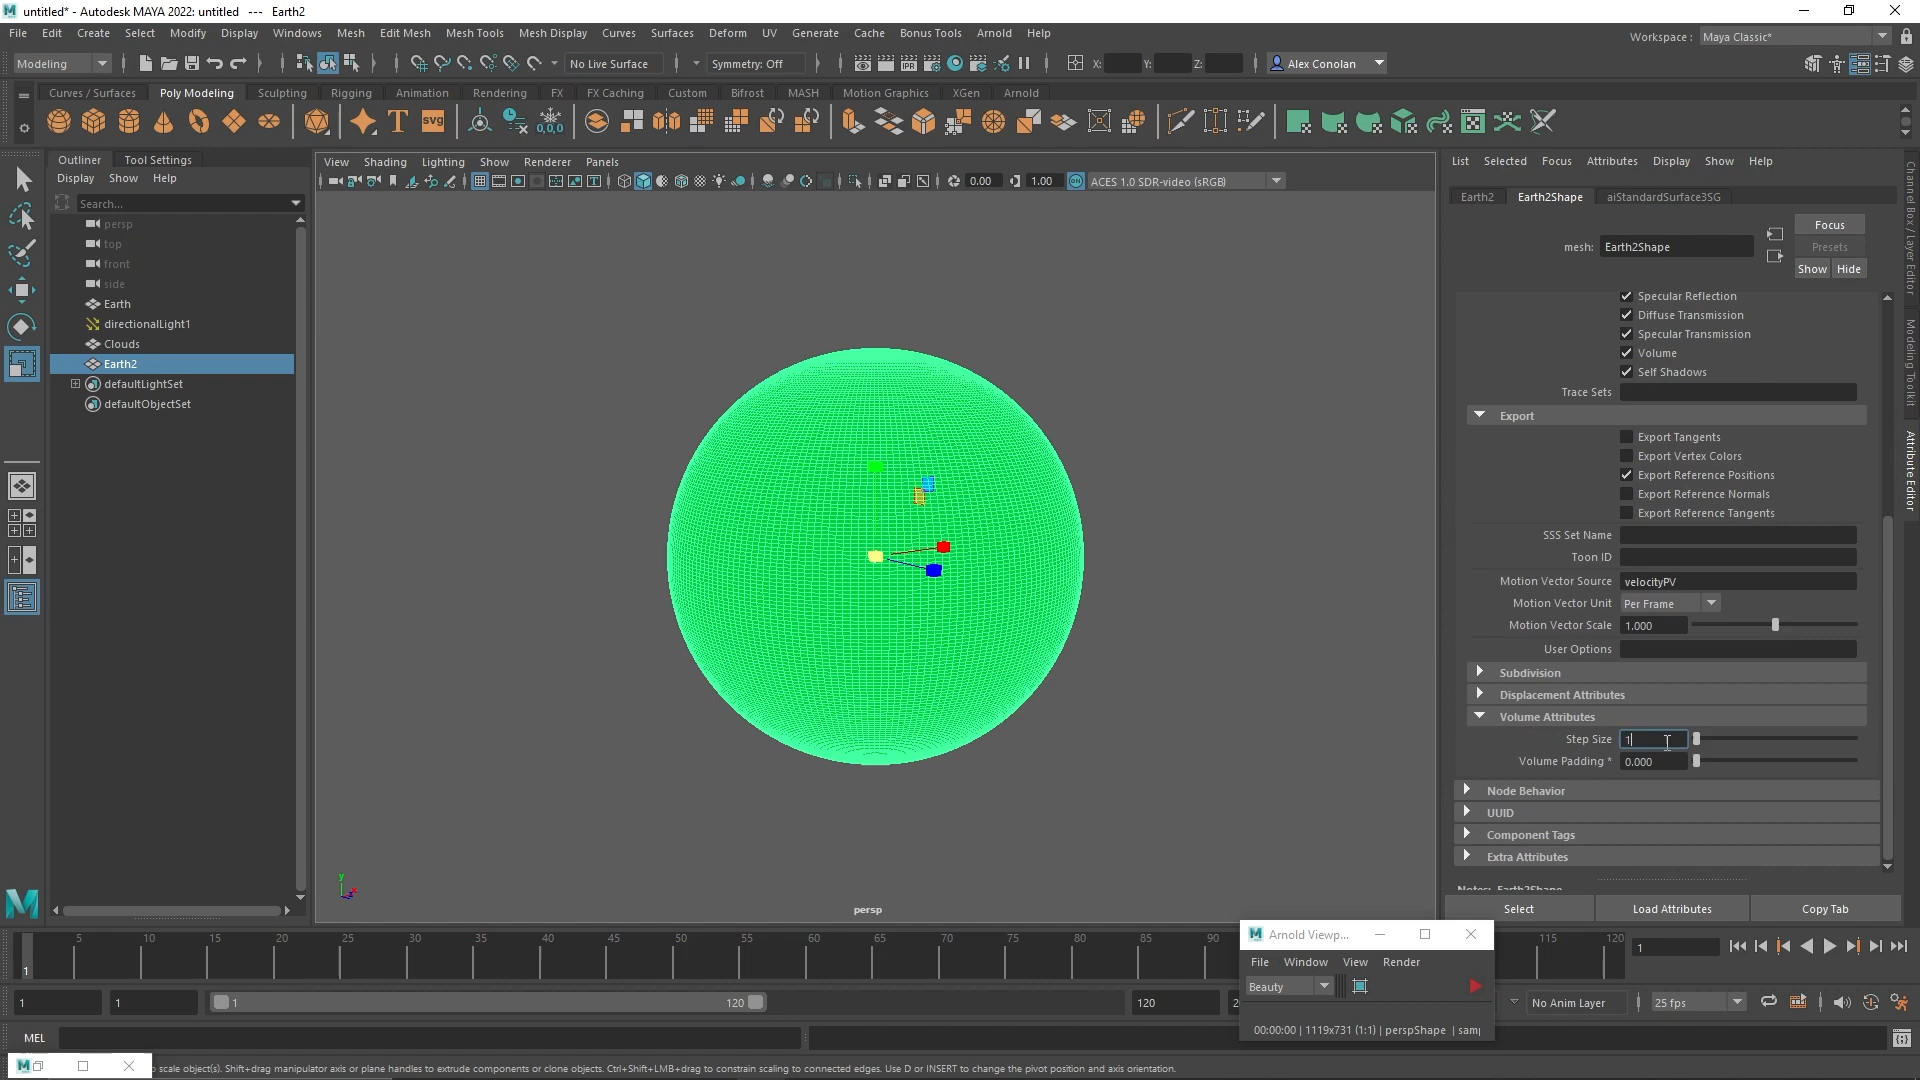 untitled* - Autodesk MAYA 2022: untitled --- Earth2
File Edit Create Select Modify Display Windows Mesh Edit Mesh Mesh Tools Mesh Display Curves Surfaces Deform UV Generate Cache Bonus Tools Arnold Help
Workspace : Maya Classic*
Modeling No Live Surface Symmetry: Off X: Y: Z: Alex Conolan
Curves / Surfaces Poly Modeling Sculpting Rigging Animation Rendering FX FX Caching Custom Bifrost MASH Motion Graphics XGen Arnold
Outliner Tool Settings
Display Show Help
Search...
persp
top
front
side
Earth
directionalLight1
Clouds
Earth2
defaultLightSet
defaultObjectSet
View Shading Lighting Show Renderer Panels
0.00 1.00 ACES 1.0 SDR-video (sRGB)
persp
List Selected Focus Attributes Display Show Help
Earth2 Earth2Shape aiStandardSurface3SG
Focus
mesh: Earth2Shape Presets
Show Hide
Specular Reflection
Diffuse Transmission
Specular Transmission
Volume
Self Shadows
Trace Sets
Export
Export Tangents
Export Vertex Colors
Export Reference Positions
Export Reference Normals
Export Reference Tangents
SSS Set Name
Toon ID
Motion Vector Source velocityPV
Motion Vector Unit Per Frame
Motion Vector Scale 1.000
User Options
Subdivision
Displacement Attributes
Volume Attributes
Step Size 1
Volume Padding * 0.000
Node Behavior
UUID
Component Tags
Extra Attributes
Notes: Earth2Shape
Select Load Attributes Copy Tab
Channel Box / Layer Editor
Modeling Toolkit
Attribute Editor
5 10 15 20 25 30 35 40 45 50 55 60 65 70 75 80 85 90 115 120
1
1
1 1 1 120 120 2 No Anim Layer 25 fps
Arnold Viewp...
File Window View Render
Beauty
00:00:00 | 1119x731 (1:1) | perspShape | samp
MEL
scale object(s). Shift+drag manipulator axis or plane handles to extrude components or clone objects. Ctrl+Shift+LMB+drag to constrain scaling to connected edges. Use D or INSERT to change the pivot position and axis orientation.